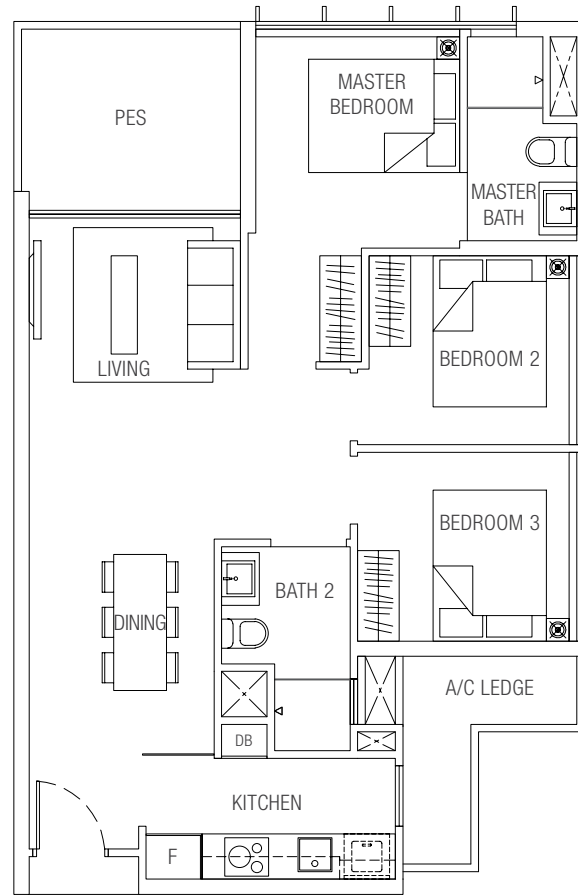 PES
MASTER
BEDROOM
MASTER
BATH
LIVING
BEDROOM 2
BEDROOM 3
BATH 2
DINING
A/C LEDGE
DB
KITCHEN
F